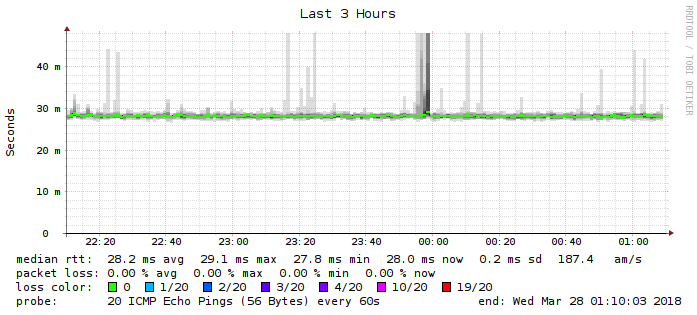 Last 3 Hours
RRDTOOL / TOBI OETIKER
Seconds
40 m
30 m
20 m
10 m
0
22:20 22:40 23:00 23:20 23:40 00:00 00:20 00:40 01:00
median rtt: 28.2 ms avg 29.1 ms max 27.8 ms min 28.0 ms now 0.2 ms sd 187.4 am/s
packet loss: 0.00 % avg 0.00 % max 0.00 % min 0.00 % now
loss color: 0 1/20 2/20 3/20 4/20 10/20 19/20
probe: 20 ICMP Echo Pings (56 Bytes) every 60s end: Wed Mar 28 01:10:03 2018